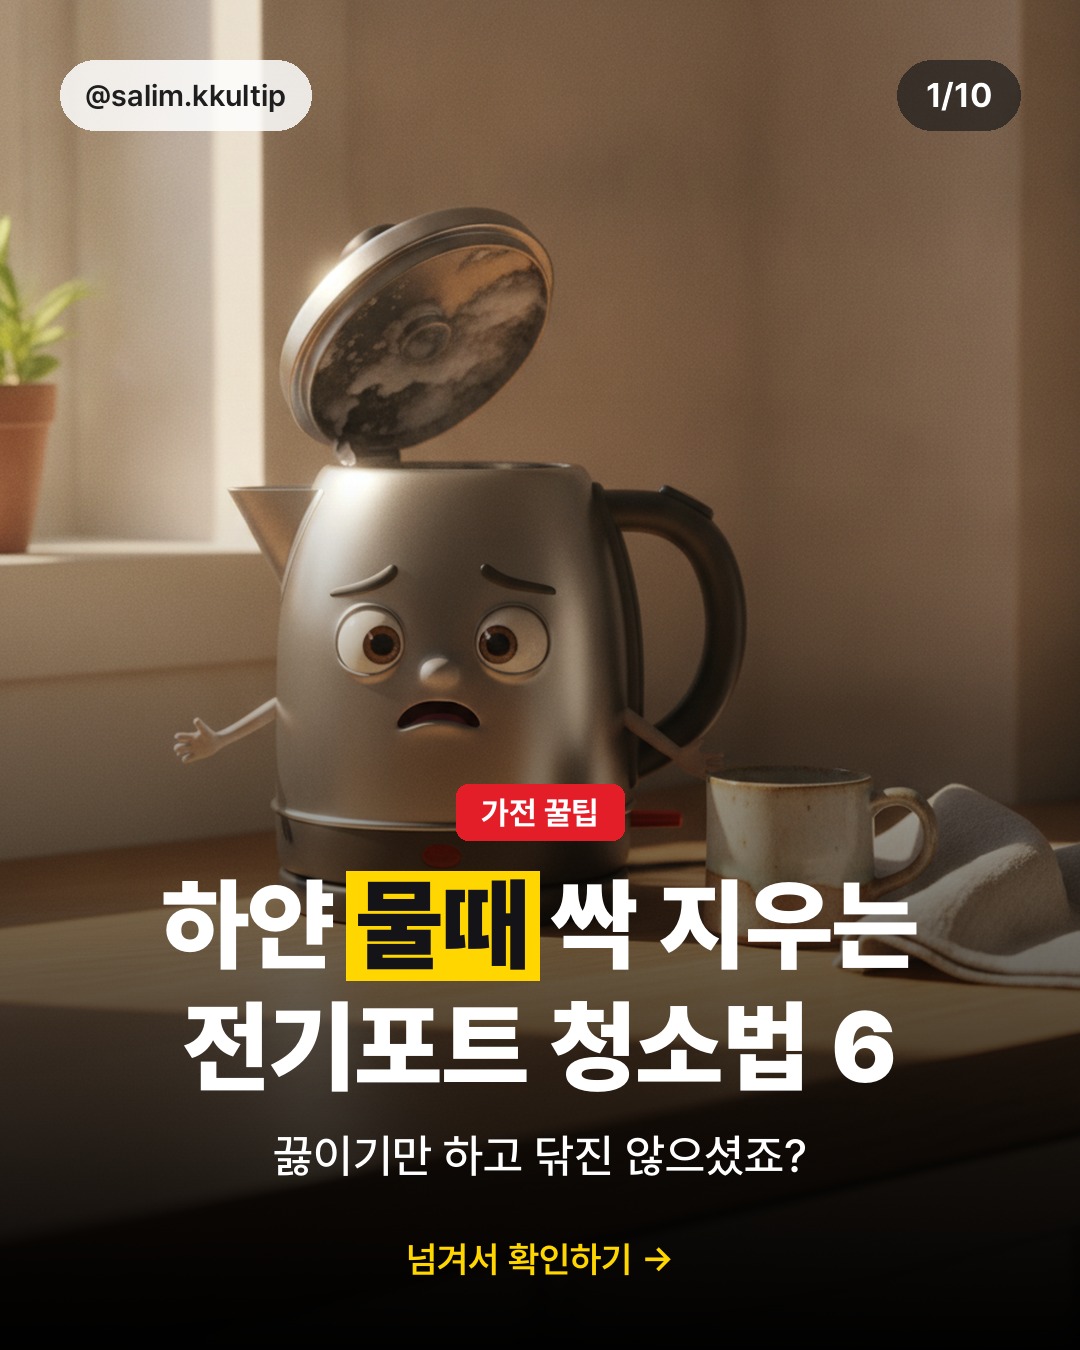 @salim.kkultip
1/10
가전 꿀팁
하얀 물때 싹 지우는
전기포트 청소법 6
끓이기만 하고 닦진 않으셨죠?
넘겨서 확인하기 →